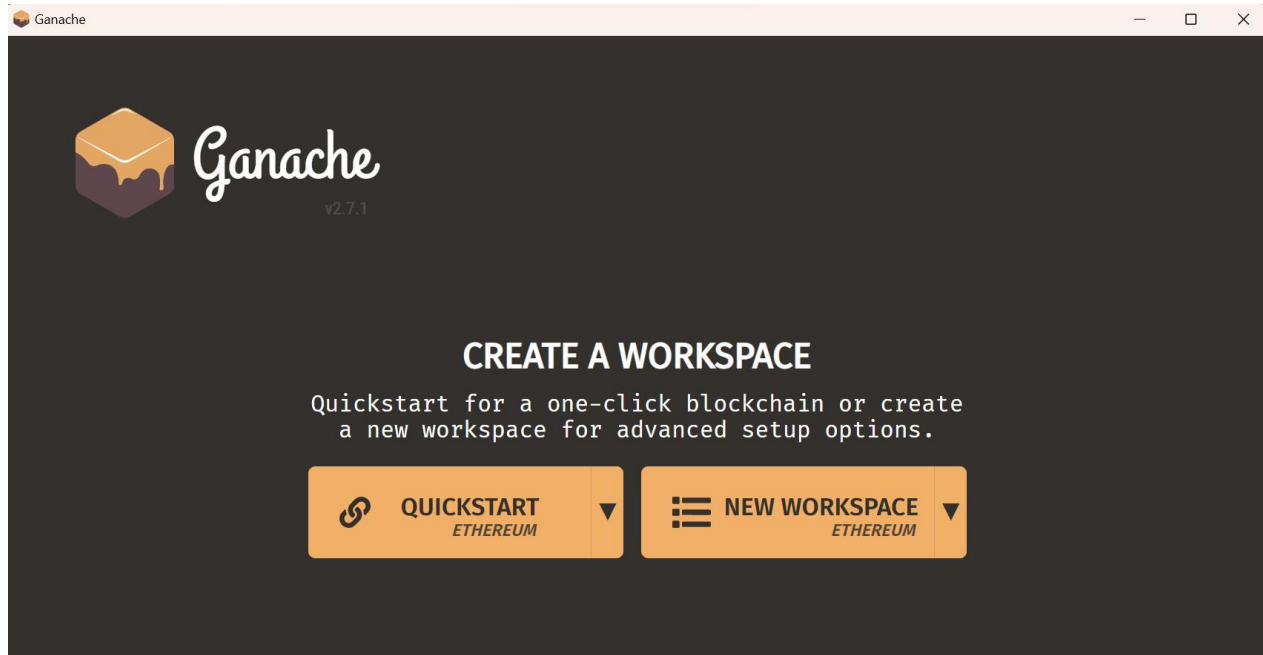 Ganache
Ganache
v2.7.1
CREATE A WORKSPACE
Quickstart for a one-click blockchain or create
a new workspace for advanced setup options.
QUICKSTART
ETHEREUM
NEW WORKSPACE
ETHEREUM